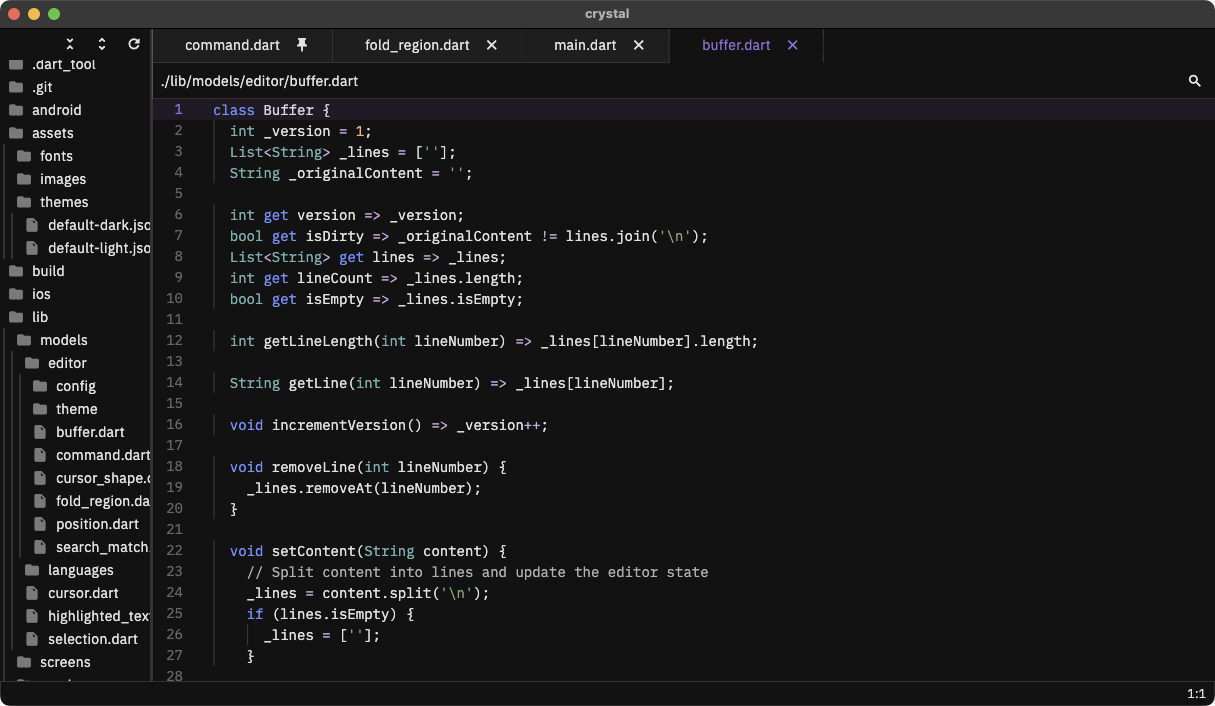 crystal
command.dart fold_region.dart main.dart buffer.dart
./lib/models/editor/buffer.dart
.dart_tool
.git
android
assets
fonts
images
themes
default-dark.jso
default-light.jso
build
ios
lib
models
editor
config
theme
buffer.dart
command.dart
cursor_shape.d
fold_region.da
position.dart
search_match.
languages
cursor.dart
highlighted_tex
selection.dart
screens
1 class Buffer {
2   int _version = 1;
3   List<String> _lines = [''];
4   String _originalContent = '';
5
6   int get version => _version;
7   bool get isDirty => _originalContent != lines.join('\n');
8   List<String> get lines => _lines;
9   int get lineCount => _lines.length;
10   bool get isEmpty => _lines.isEmpty;
11
12   int getLineLength(int lineNumber) => _lines[lineNumber].length;
13
14   String getLine(int lineNumber) => _lines[lineNumber];
15
16   void incrementVersion() => _version++;
17
18   void removeLine(int lineNumber) {
19     _lines.removeAt(lineNumber);
20   }
21
22   void setContent(String content) {
23     // Split content into lines and update the editor state
24     _lines = content.split('\n');
25     if (lines.isEmpty) {
26       _lines = [''];
27     }
28
1:1